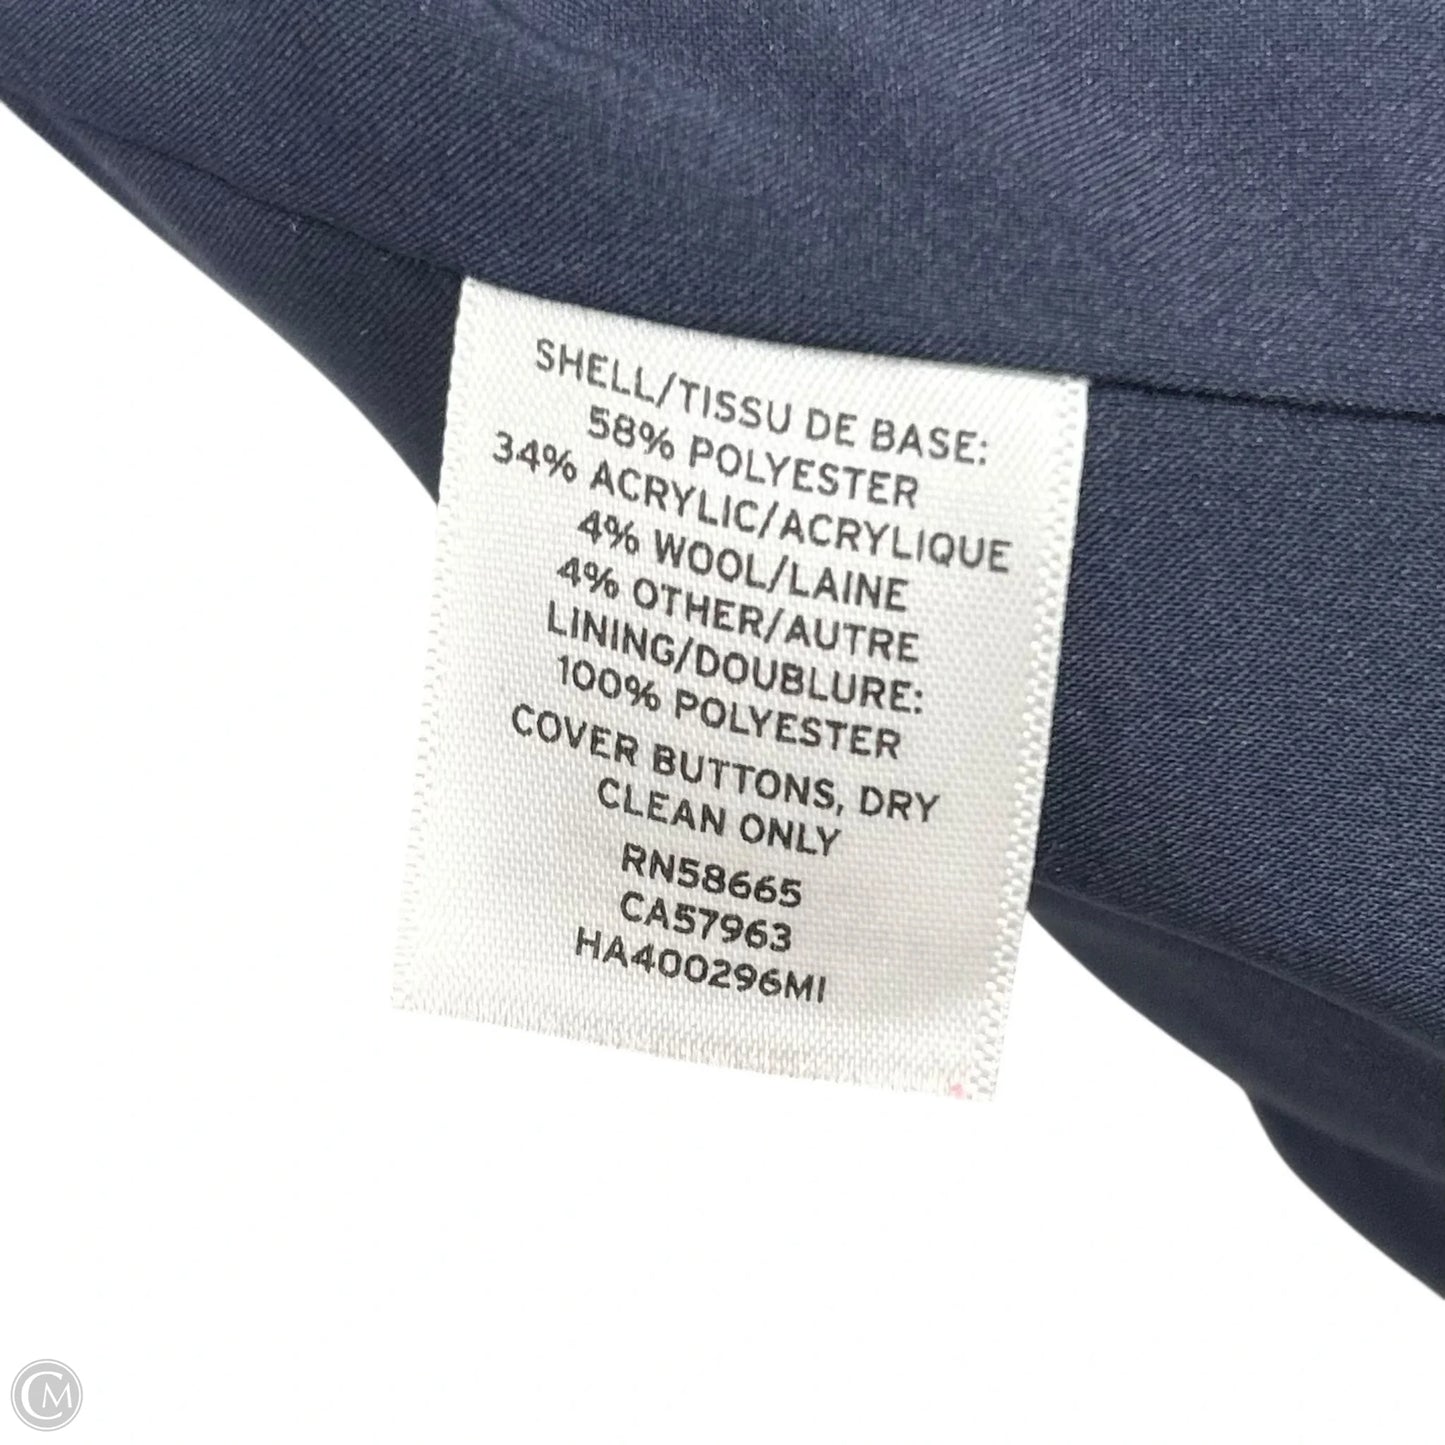 SHELL/TISSU DE BASE:
58% POLYESTER
34% ACRYLIC/ACRYLIQUE
4% WOOL/LAINE
4% OTHER/AUTRE
LINING/DOUBLURE:
100% POLYESTER
COVER BUTTONS, DRY
CLEAN ONLY
RN58665
CA57963
HA400296MI
CM